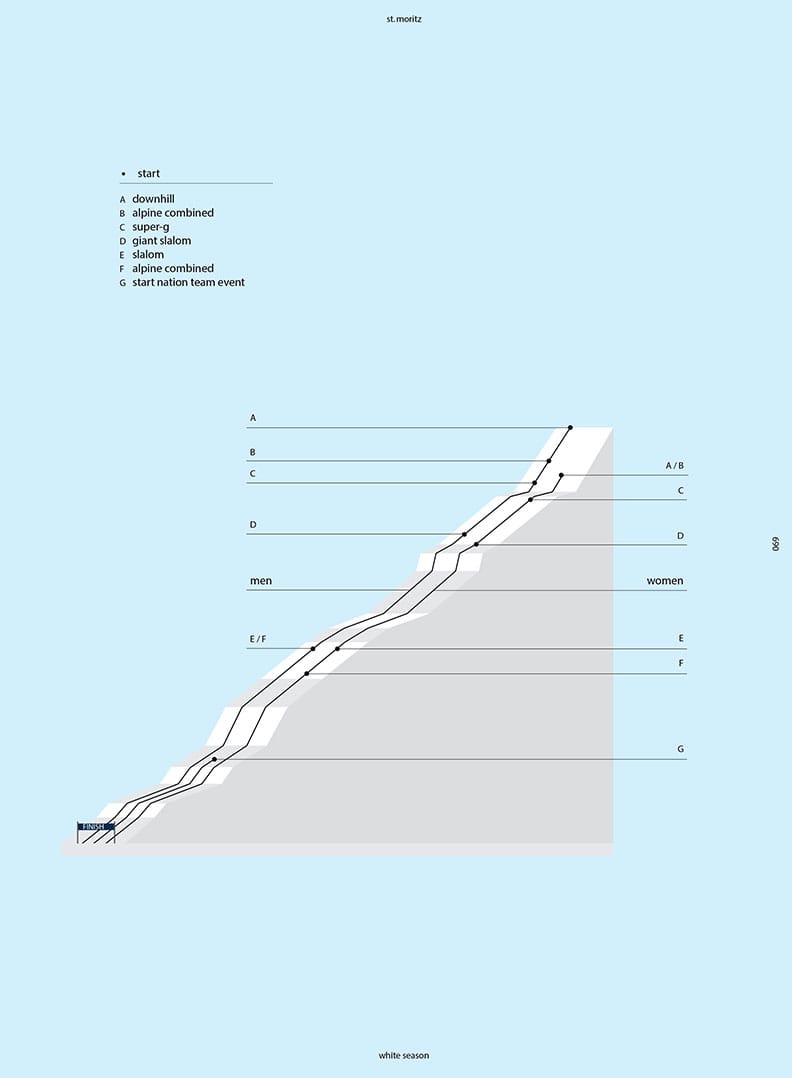 st. moritz
• start
A downhill
B alpine combined
C super-g
D giant slalom
E slalom
F alpine combined
G start nation team event
A
B
A / B
C
C
D
D
men
women
E / F
E
F
G
FINISH
069
white season